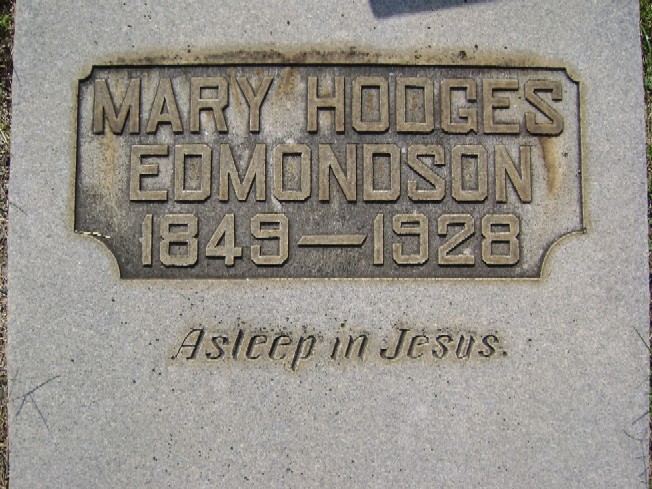 MARY HODGES
EDMONDSON
1849—1928
Asleep in Jesus.